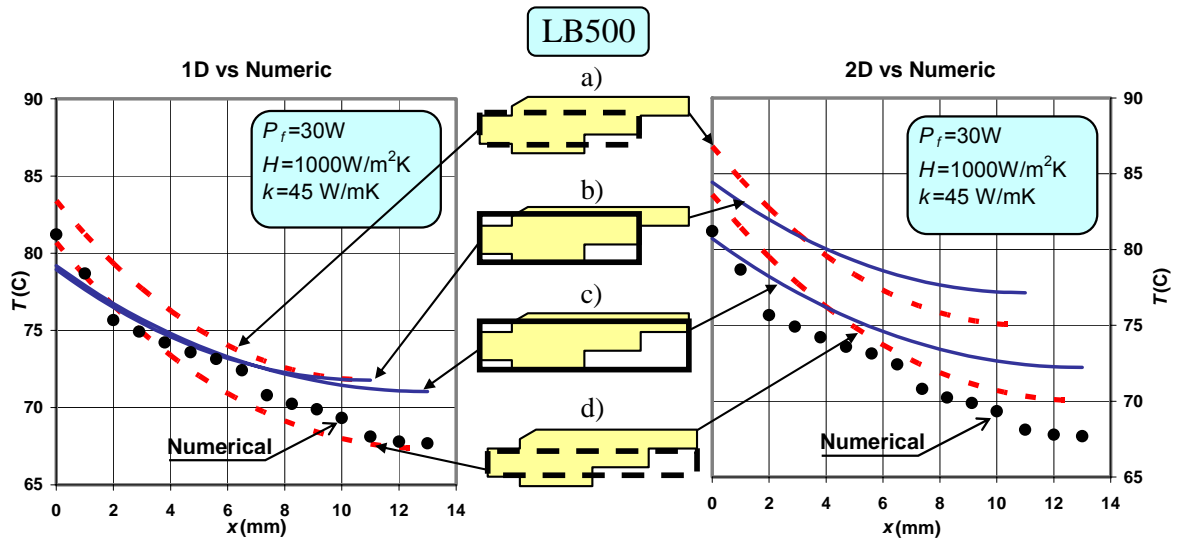 LB500
1D vs Numeric
2D vs Numeric
a)
b)
c)
d)
90
85
80
75
70
65
T(C)
0
2
4
6
8
10
12
14
x(mm)
P_f=30W
H=1000W/m²K
k=45 W/mK
Numerical
P_f=30W
H=1000W/m²K
k=45 W/mK
Numerical
90
85
80
75
70
65
T(C)
0
2
4
6
8
10
12
14
x(mm)